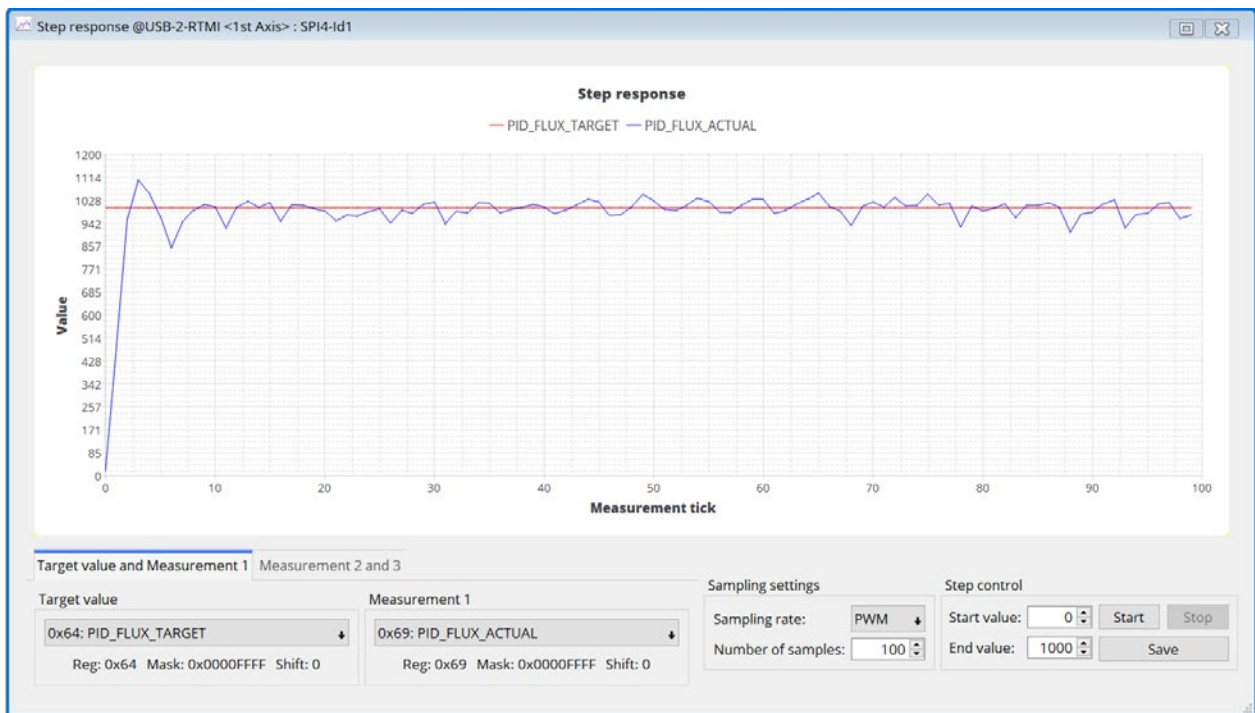 Step response @USB-2-RTMI <1st Axis> : SPI4-Id1
Step response
PID_FLUX_TARGET PID_FLUX_ACTUAL
1200
1114
1028
942
857
771
685
600
514
428
342
257
171
85
0
Value
0 10 20 30 40 50 60 70 80 90 100
Measurement tick
Target value and Measurement 1 Measurement 2 and 3
Target value
0x64: PID_FLUX_TARGET
Reg: 0x64 Mask: 0x0000FFFF Shift: 0
Measurement 1
0x69: PID_FLUX_ACTUAL
Reg: 0x69 Mask: 0x0000FFFF Shift: 0
Sampling settings
Sampling rate: PWM
Number of samples: 100
Step control
Start value: 0 Start Stop
End value: 1000 Save